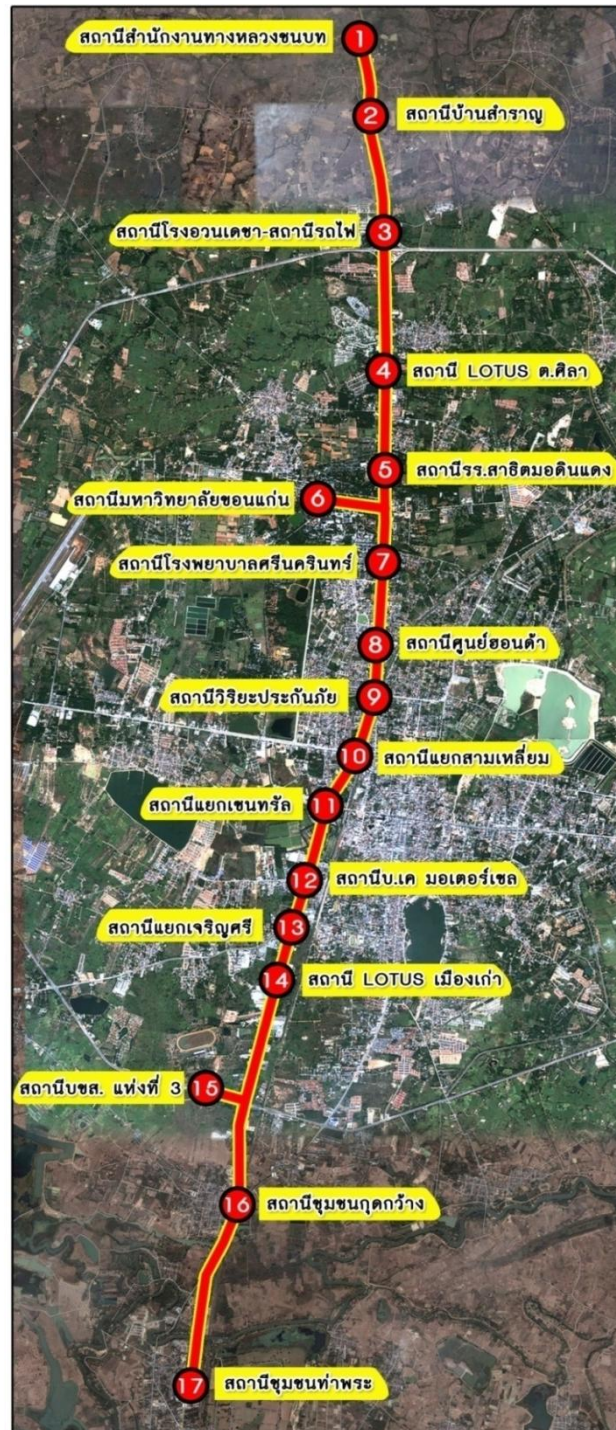 1 สถานีสำนักงานทางหลวงชนบท
2 สถานีบ้านสำราญ
3 สถานีโรงอวนเดชา-สถานีรถไฟ
4 สถานี LOTUS ต.ศิลา
5 สถานีรร.สาธิตมอดินแดง
6 สถานีมหาวิทยาลัยขอนแก่น
7 สถานีโรงพยาบาลศรีนครินทร์
8 สถานีศูนย์ฮอนด้า
9 สถานีวิริยะประกันภัย
10 สถานีแยกสามเหลี่ยม
11 สถานีแยกเซนทรัล
12 สถานีบ.เค มอเตอร์เซล
13 สถานีแยกเจริญศรี
14 สถานี LOTUS เมืองเก่า
15 สถานีบขส. แห่งที่ 3
16 สถานีชุมชนกุดกว้าง
17 สถานีชุมชนท่าพระ